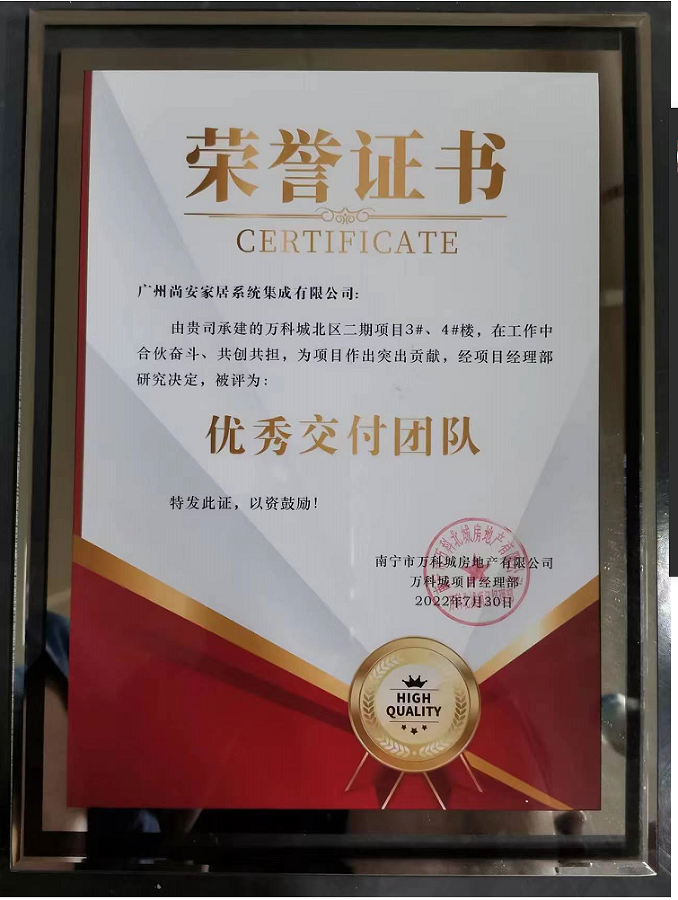 荣誉证书
CERTIFICATE
广州尚安家居系统集成有限公司:
由贵司承建的万科城北区二期项目3#、4#楼，在工作中
合伙奋斗、共创共担，为项目作出突出贡献，经项目经理部
研究决定，被评为:
优秀交付团队
特发此证，以资鼓励！
南宁市万科城房地产有限公司
万科城项目经理部
2022年7月30日
HIGH
QUALITY